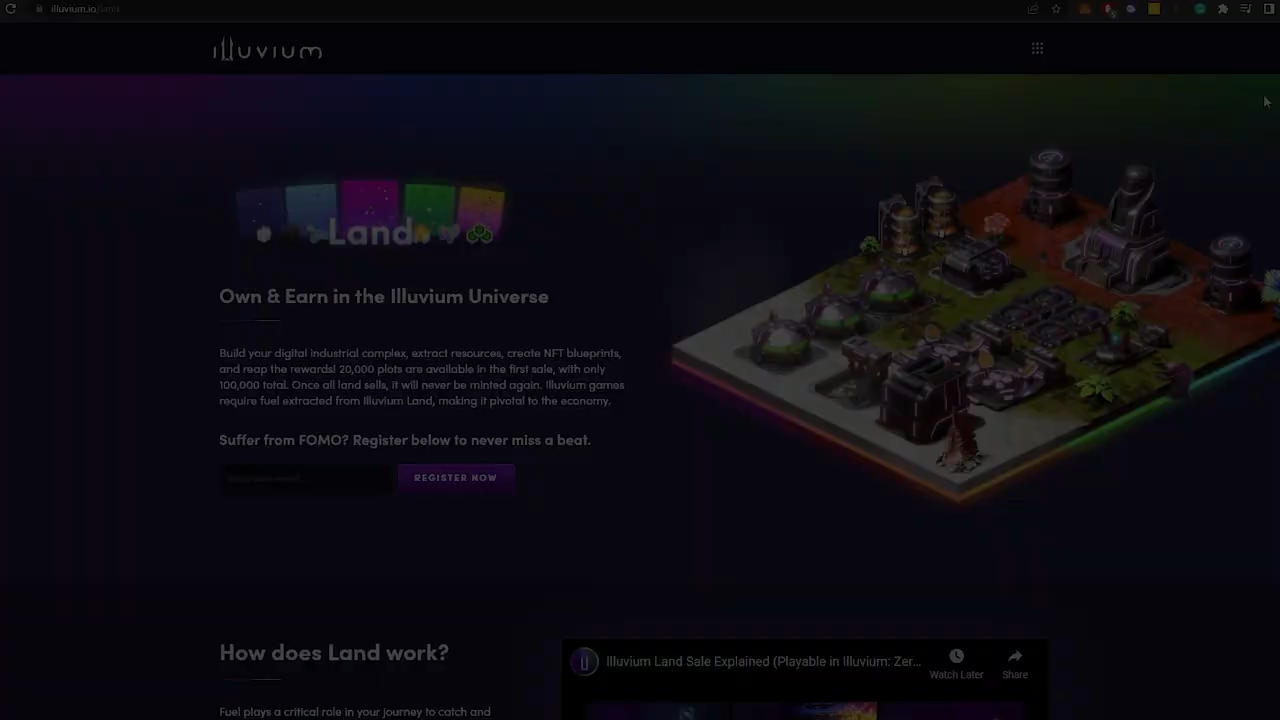 illuvium.io/land
illuvium
Land
Own & Earn in the Illuvium Universe
Build your digital industrial complex, extract resources, create NFT blueprints,
and reap the rewards! 20,000 plots are available in the first sale, with only
100,000 total. Once all land sells, it will never be minted again. Illuvium games
require fuel extracted from Illuvium Land, making it pivotal to the economy.
Suffer from FOMO? Register below to never miss a beat.
REGISTER NOW
How does Land work?
Fuel plays a critical role in your journey to catch and
Illuvium Land Sale Explained (Playable in Illuvium: Zer...
Watch Later
Share